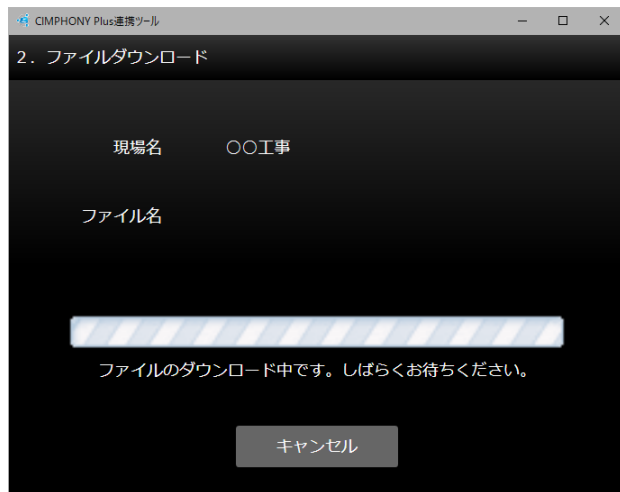 CIMPHONY Plus連携ツール
2．ファイルダウンロード
現場名 〇〇工事
ファイル名
ファイルのダウンロード中です。しばらくお待ちください。
キャンセル